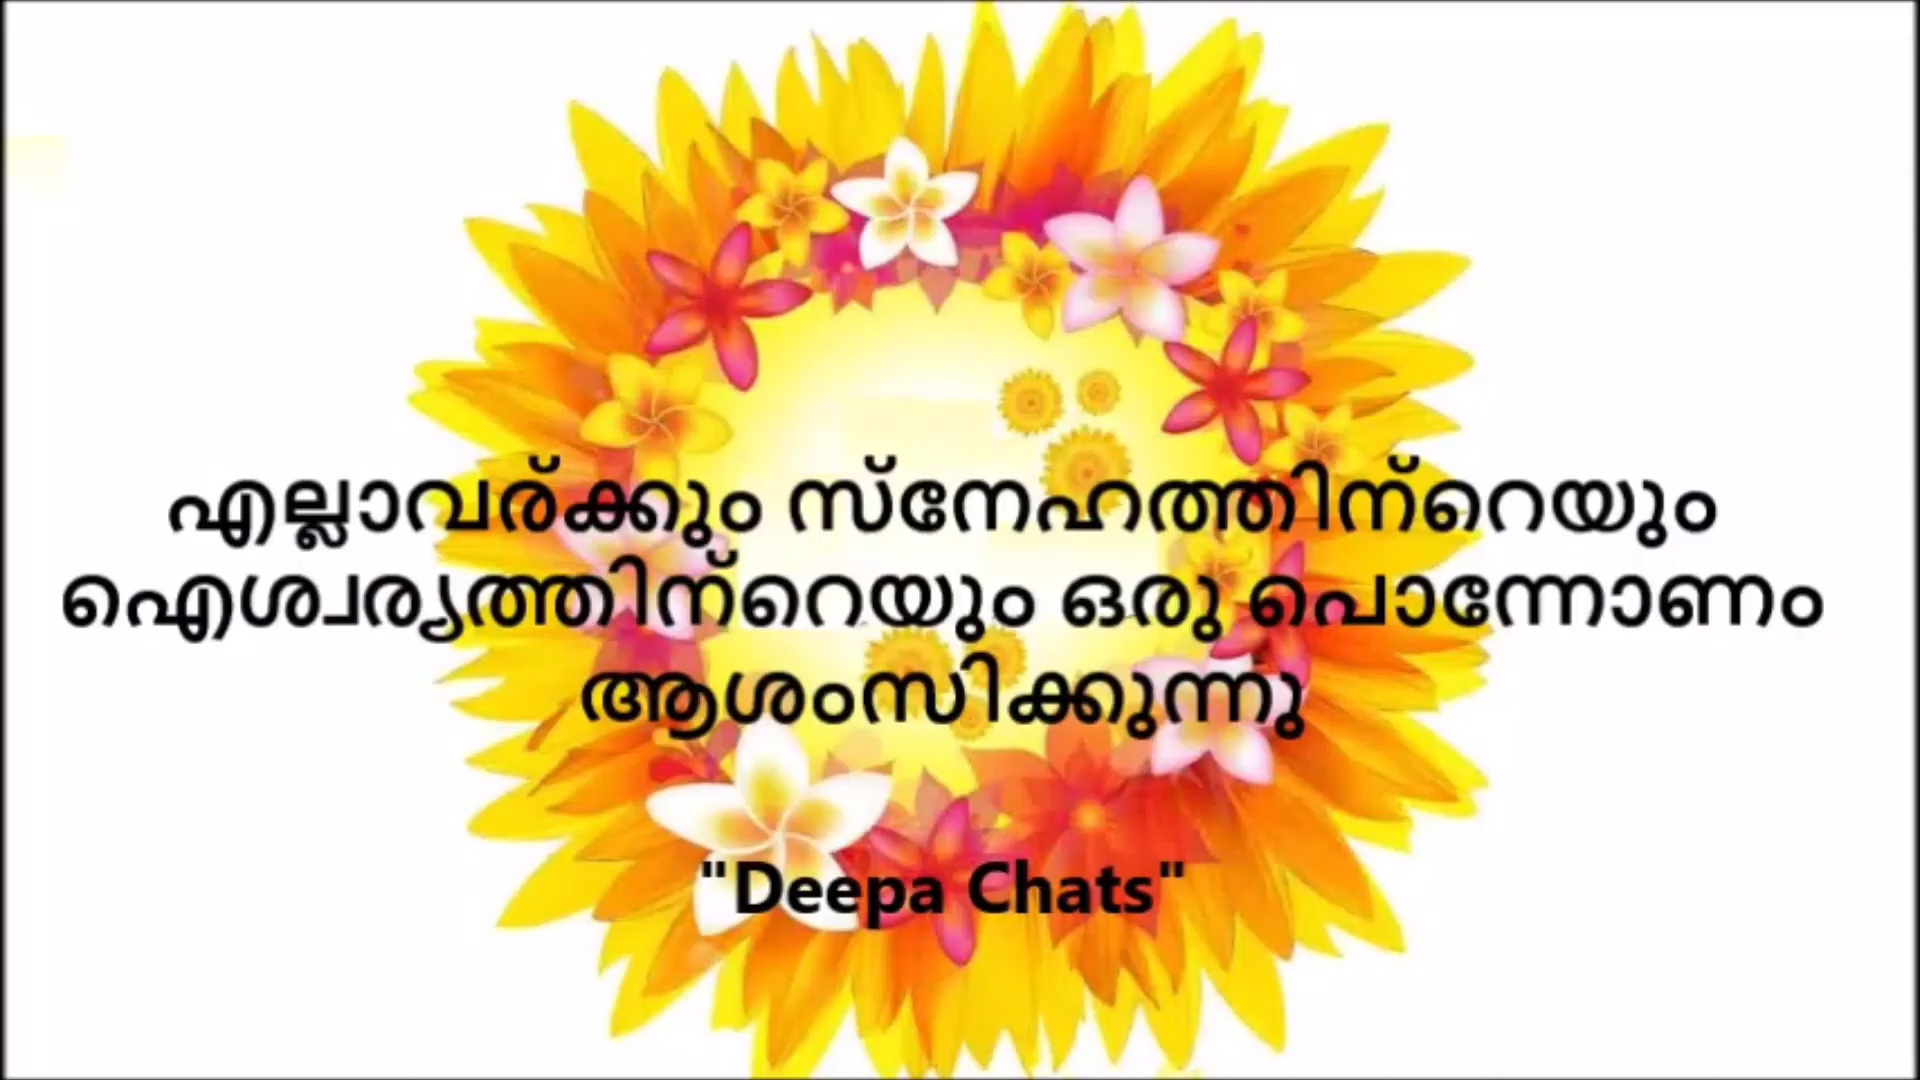 എല്ലാവര്ക്കും സ്നേഹത്തിന്റെയും
ഐശ്വര്യത്തിന്റെയും ഒരു പൊന്നോണം
ആശംസിക്കുന്നു
"Deepa Chats"